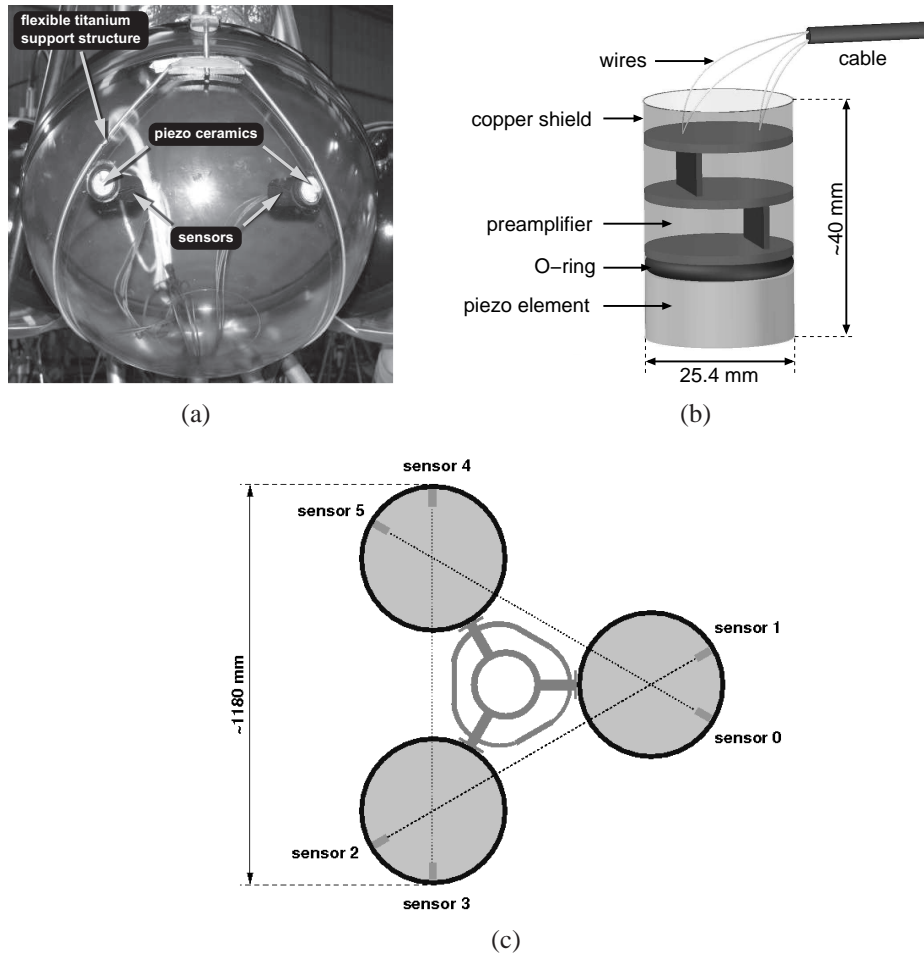 flexible titanium
support structure
piezo ceramics
sensors
(a)
wires
cable
copper shield
preamplifier
O−ring
piezo element
~40 mm
25.4 mm
(b)
sensor 4
sensor 5
sensor 1
~1180 mm
sensor 0
sensor 2
sensor 3
(c)